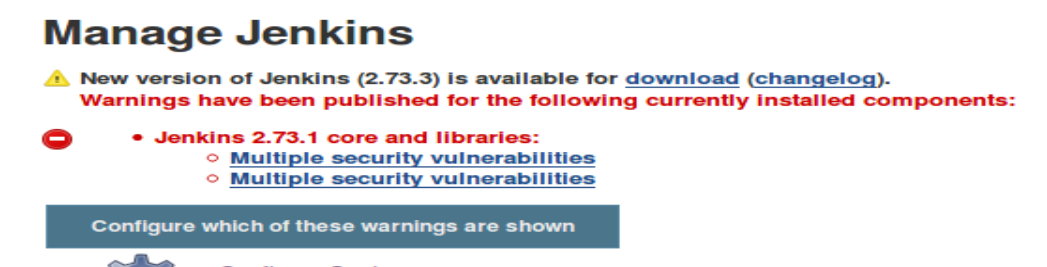 Manage Jenkins
New version of Jenkins (2.73.3) is available for download (changelog).
Warnings have been published for the following currently installed components:
Jenkins 2.73.1 core and libraries:
Multiple security vulnerabilities
Multiple security vulnerabilities
Configure which of these warnings are shown